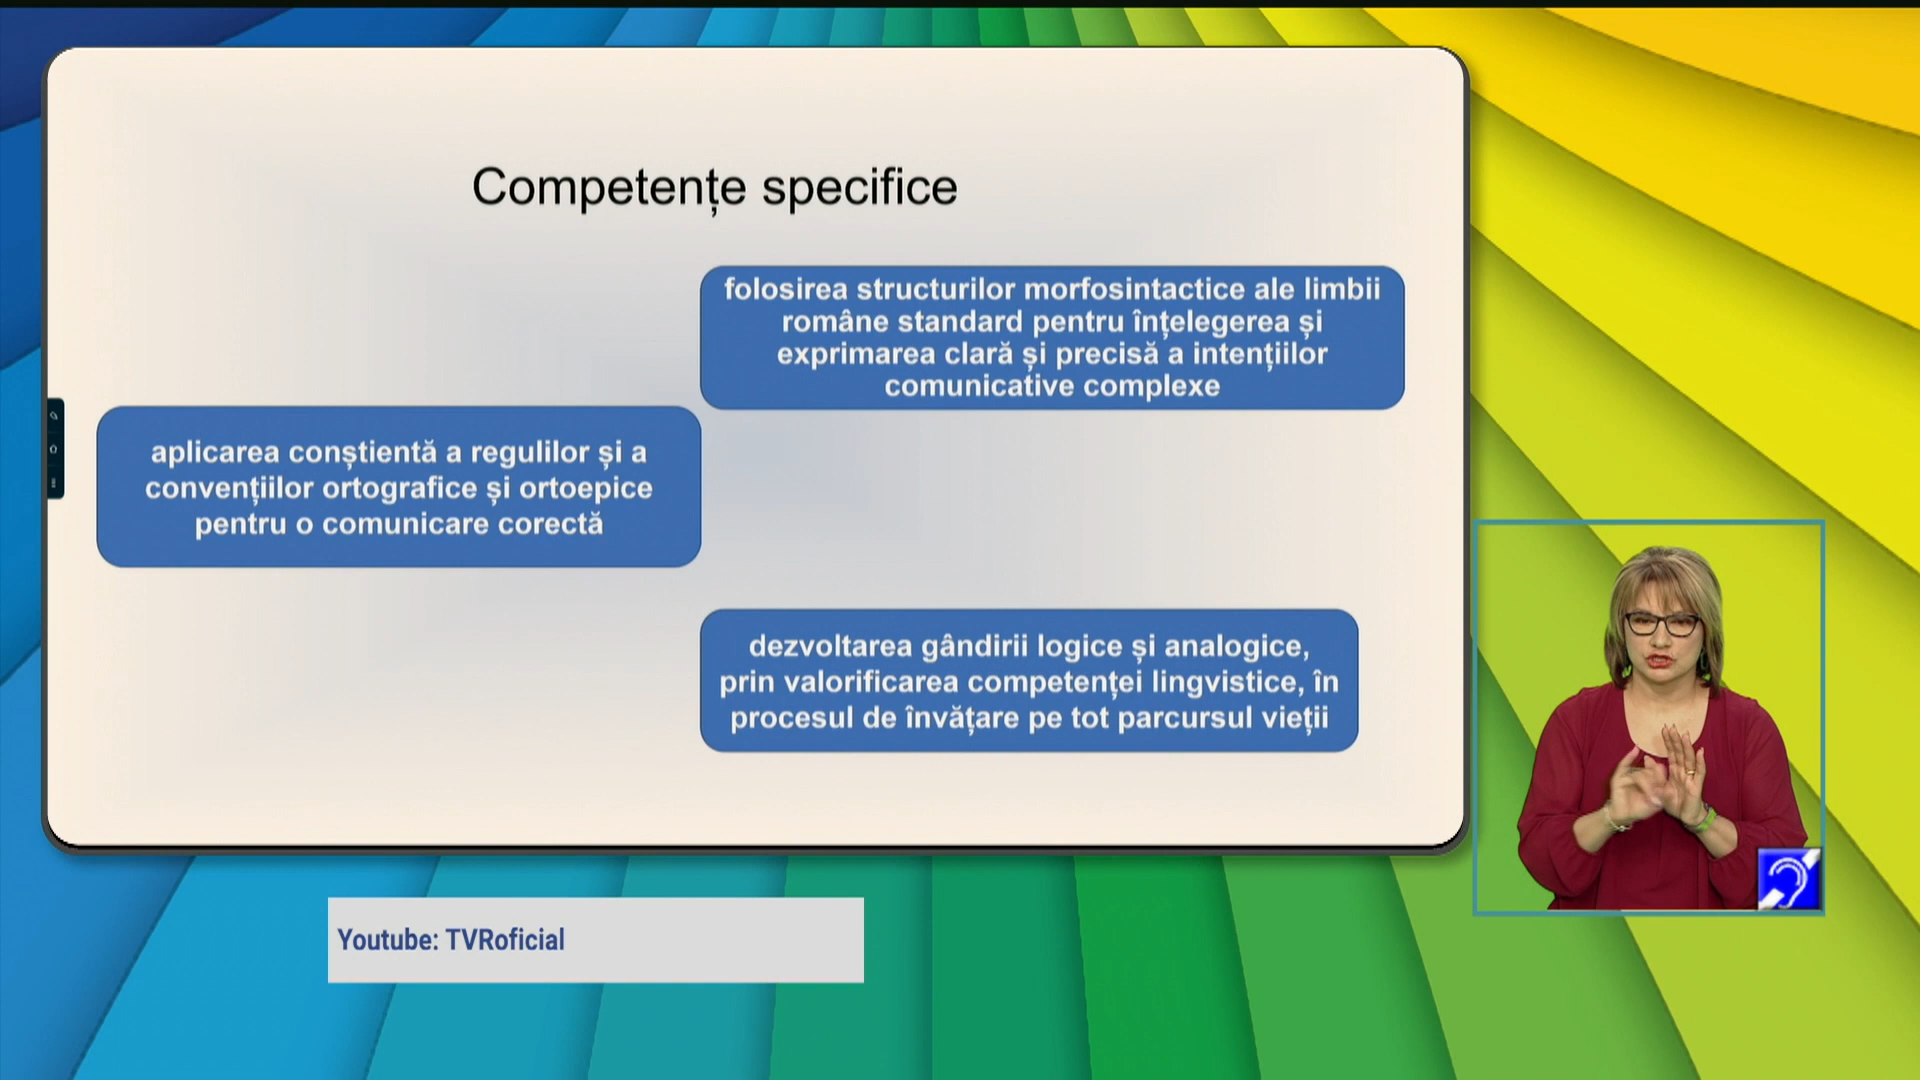 Competențe specifice
folosirea structurilor morfosintactice ale limbii
române standard pentru înțelegerea și
exprimarea clară și precisă a intențiilor
comunicative complexe
aplicarea conștientă a regulilor și a
convențiilor ortografice și ortoepice
pentru o comunicare corectă
dezvoltarea gândirii logice și analogice,
prin valorificarea competenței lingvistice, în
procesul de învățare pe tot parcursul vieții
Youtube: TVRoficial